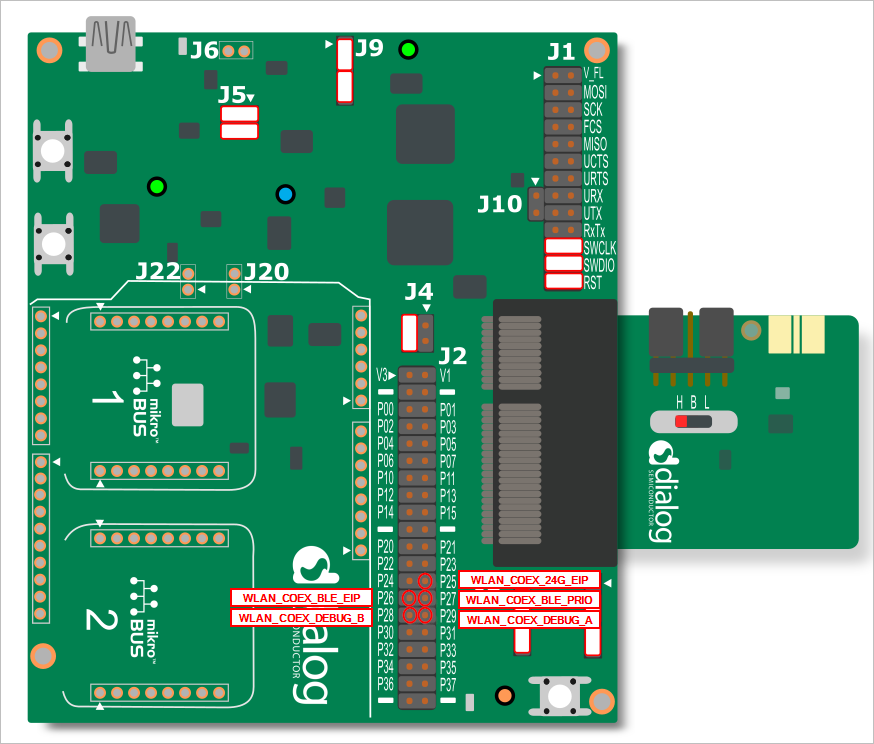 J6
J9
J1
V_FL
MOSI
SCK
FCS
MISO
UCTS
URTS
URX
UTX
RxTx
SWCLK
SWDIO
RST
J5
J10
J22
J20
J4
J2
V3
V1
P00
P01
P02
P03
P04
P05
P06
P07
P10
P11
P12
P13
P14
P15
P20
P21
P22
P23
P24
P25
P26
P27
P28
P29
P30
P31
P32
P33
P34
P35
P36
P37
WLAN_COEX_BLE_EIP
WLAN_COEX_DEBUG_B
WLAN_COEX_24G_EIP
WLAN_COEX_BLE_PRIO
WLAN_COEX_DEBUG_A
1
mikro™
BUS
2
mikro™
BUS
dialog
CONDUCTOR
H B L
dialog
SEMICONDUCTOR